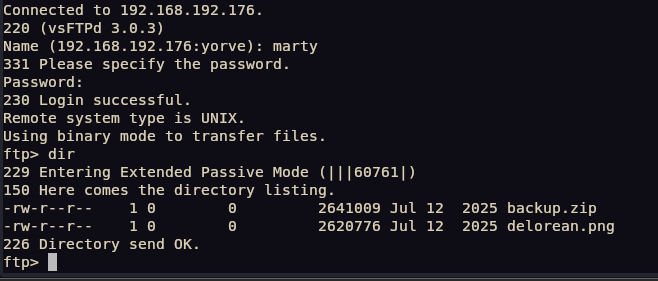 Connected to 192.168.192.176.
220 (vsFTPd 3.0.3)
Name (192.168.192.176:yorve): marty
331 Please specify the password.
Password:
230 Login successful.
Remote system type is UNIX.
Using binary mode to transfer files.
ftp> dir
229 Entering Extended Passive Mode (|||60761|)
150 Here comes the directory listing.
-rw-r--r--    1 0        0         2641009 Jul 12  2025 backup.zip
-rw-r--r--    1 0        0         2620776 Jul 12  2025 delorean.png
226 Directory send OK.
ftp>